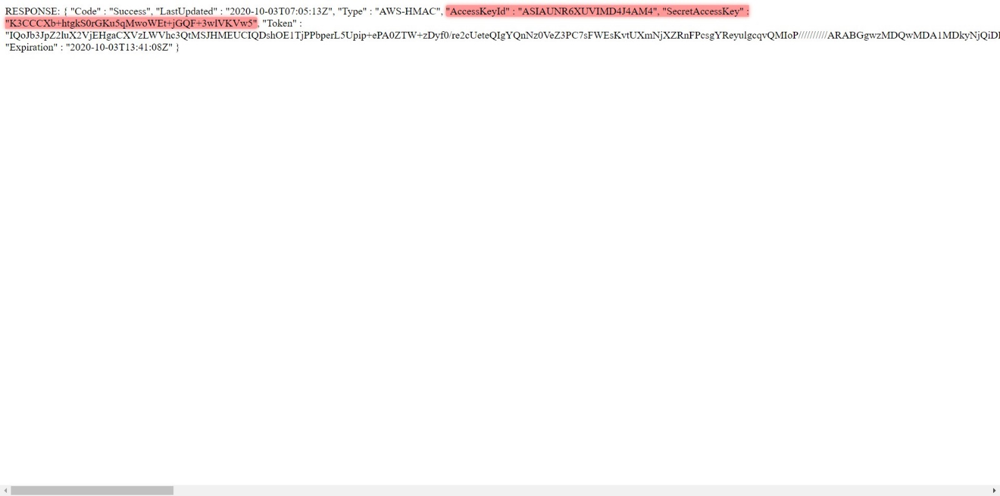 RESPONSE: { "Code" : "Success", "LastUpdated" : "2020-10-03T07:05:13Z", "Type" : "AWS-HMAC", "AccessKeyId" : "ASIAUNR6XUVIMD4J4AM4", "SecretAccessKey" :
"K3CCCXb+htgkS0rGKu5qMwoWEt+jGQF+3wlVKVw5", "Token" :
"IQoJb3JpZ2luX2VjEHgaCXVzLWVhc3QtMSJHMEUCIQDshOE1TjPPbperL5Upip+ePA0ZTW+zDyf0/re2cUeteQIgYQnNz0VeZ3PC7sFWEsKvtUXmNjXZRnFPcsgYReyulgcqvQMIoP//////////ARABGgwzMDQwMDA1MDkyNjQiD
"Expiration" : "2020-10-03T13:41:08Z" }